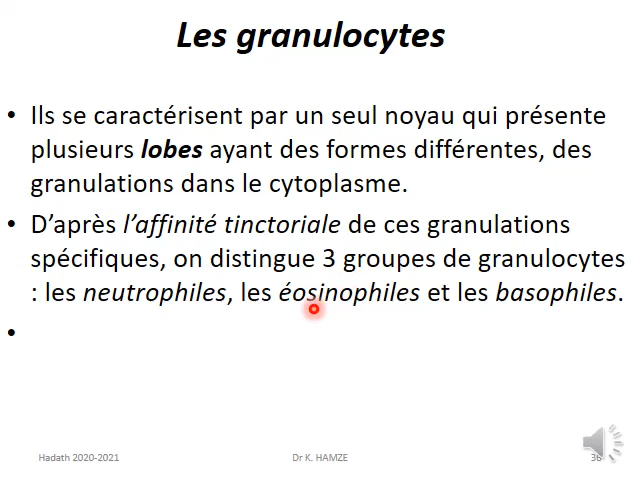 Les granulocytes
• Ils se caractérisent par un seul noyau qui présente
plusieurs lobes ayant des formes différentes, des
granulations dans le cytoplasme.
• D’après l’affinité tinctoriale de ces granulations
spécifiques, on distingue 3 groupes de granulocytes
: les neutrophiles, les éosinophiles et les basophiles.
•
Hadath 2020-2021
Dr K. HAMZE